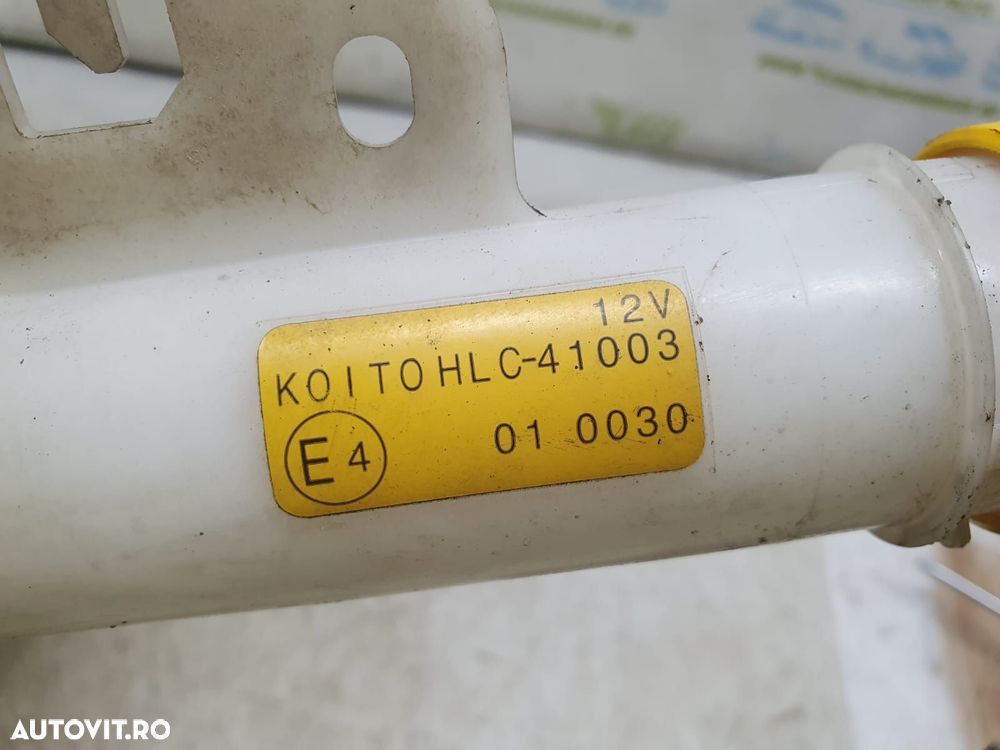 12V
KOITO HLC-41003
E4 01 0030
AUTOVIT.RO